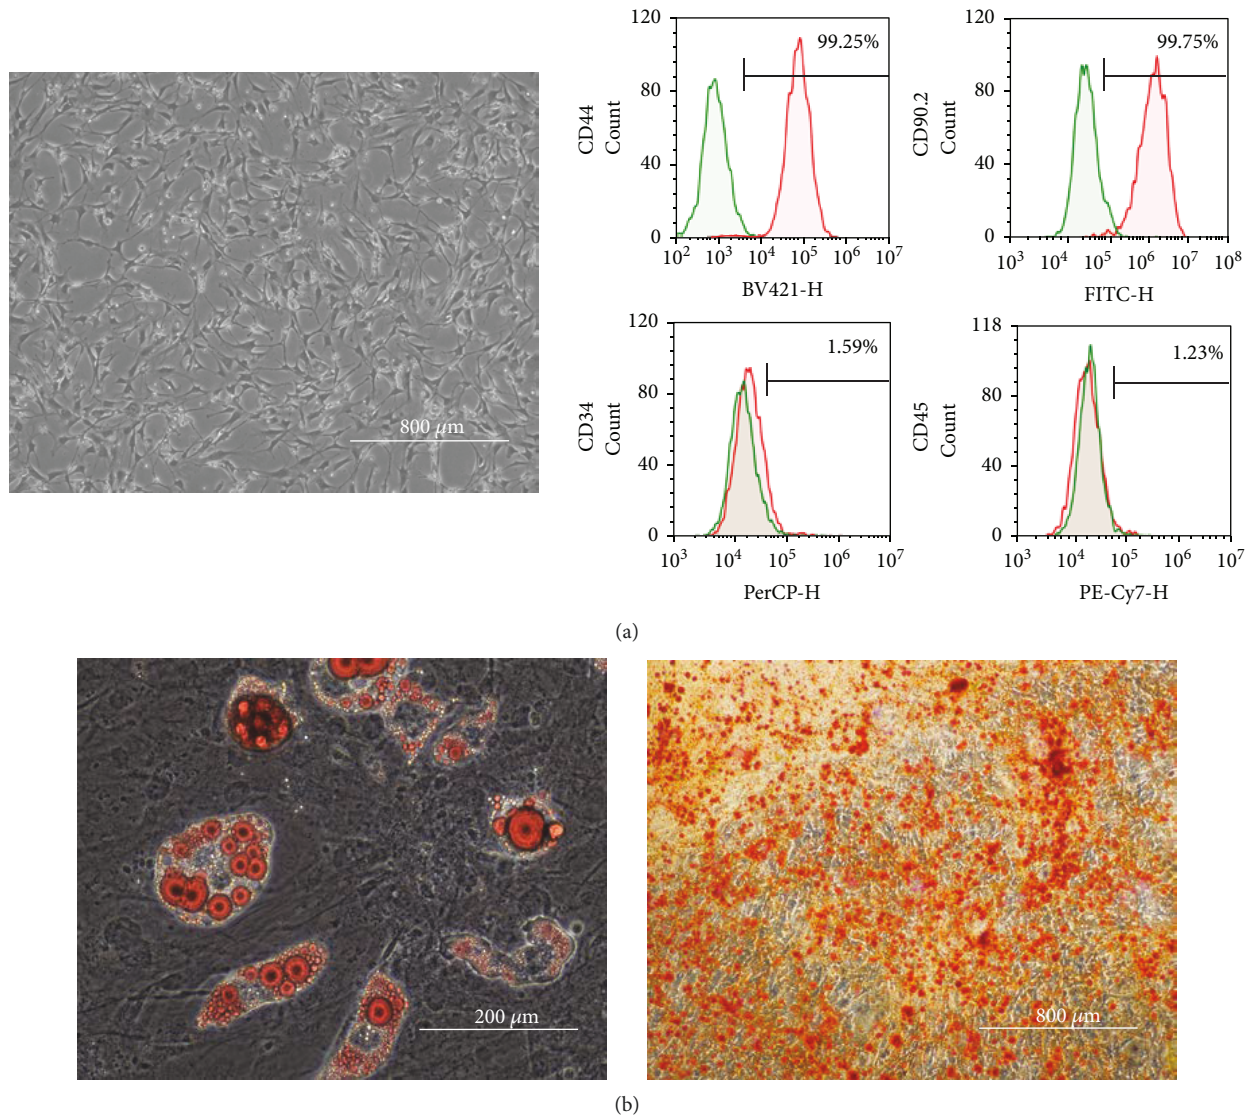 800 μm
120
80
40
0
CD44
Count
99.25%
10² 10³ 10⁴ 10⁵ 10⁶ 10⁷
BV421-H
120
80
40
0
CD90.2
Count
99.75%
10³ 10⁴ 10⁵ 10⁶ 10⁷ 10⁸
FITC-H
120
80
40
0
CD34
Count
1.59%
10³ 10⁴ 10⁵ 10⁶ 10⁷
PerCP-H
118
80
40
0
CD45
Count
1.23%
10³ 10⁴ 10⁵ 10⁶ 10⁷
PE-Cy7-H
(a)
200 μm
800 μm
(b)